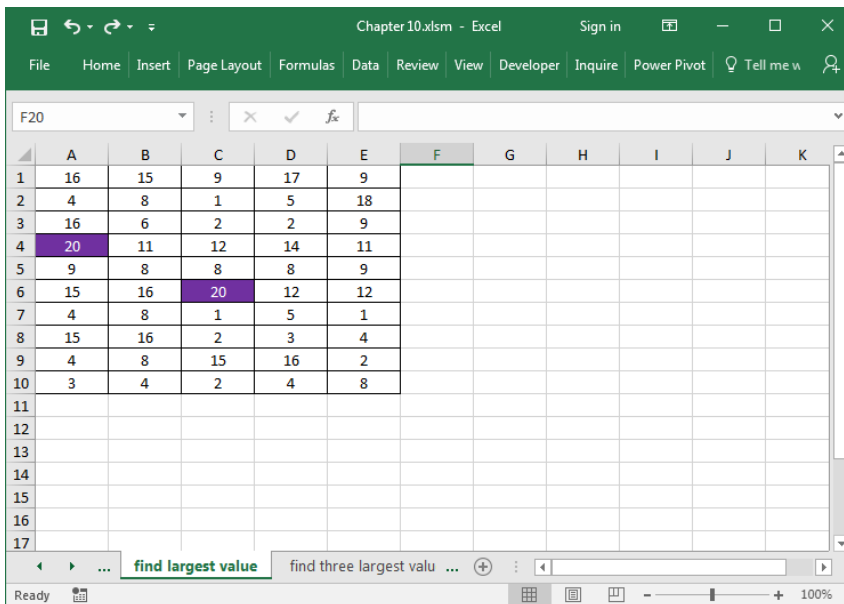 Chapter 10.xlsm - Excel Sign in
File Home Insert Page Layout Formulas Data Review View Developer Inquire Power Pivot Tell me w
F20 fx
A B C D E F G H I J K
1 16 15 9 17 9
2 4 8 1 5 18
3 16 6 2 2 9
4 20 11 12 14 11
5 9 8 8 8 9
6 15 16 20 12 12
7 4 8 1 5 1
8 15 16 2 3 4
9 4 8 15 16 2
10 3 4 2 4 8
11
12
13
14
15
16
17
... find largest value find three largest valu ...
Ready 100%